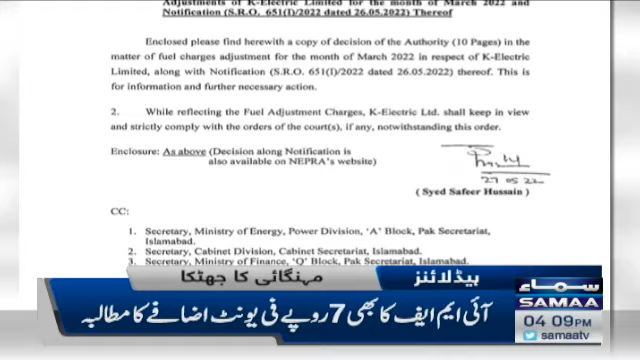 Adjustments of K-Electric Limited for the month of March 2022 and
Notification (S.R.O. 651(I)/2022 dated 26.05.2022) Thereof
Enclosed please find herewith a copy of decision of the Authority (10 Pages) in the
matter of fuel charges adjustment for the month of March 2022 in respect of K-Electric
Limited, along with Notification (S.R.O. 651(I)/2022 dated 26.05.2022) thereof. This is
for information and further necessary action.
2. While reflecting the Fuel Adjustment Charges, K-Electric Ltd. shall keep in view
and strictly comply with the orders of the court(s), if any, notwithstanding this order.
Enclosure: As above (Decision along Notification is
also available on NEPRA's website)
27 05 22
( Syed Safeer Hussain )
CC:
1. Secretary, Ministry of Energy, Power Division, 'A' Block, Pak Secretariat,
Islamabad.
2. Secretary, Cabinet Division, Cabinet Secretariat, Islamabad.
3. Secretary, Ministry of Finance, 'Q' Block, Pak Secretariat, Islamabad.
ہیڈلائنز
مہنگائی کا جھٹکا
آئی ایم ایف کا بھی 7 روپے فی یونٹ اضافے کا مطالبہ
سماء
SAMAA
04 09PM
samaatv